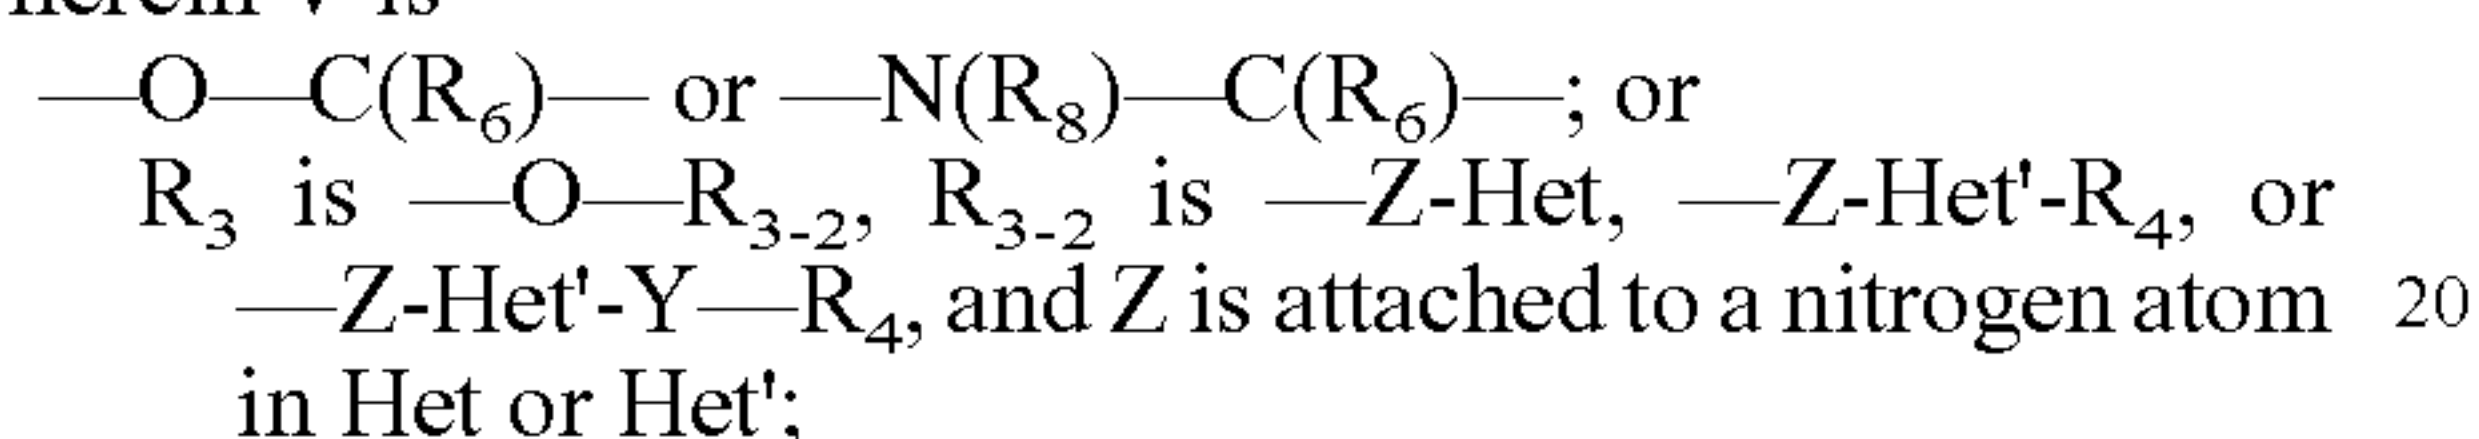 is
—O—C(R₆)— or —N(R₈)—C(R₆)—; or
R₃ is —O—R₃₋₂, R₃₋₂ is —Z-Het, —Z-Het'-R₄, or
—Z-Het'-Y—R₄, and Z is attached to a nitrogen atom 20
in Het or Het';